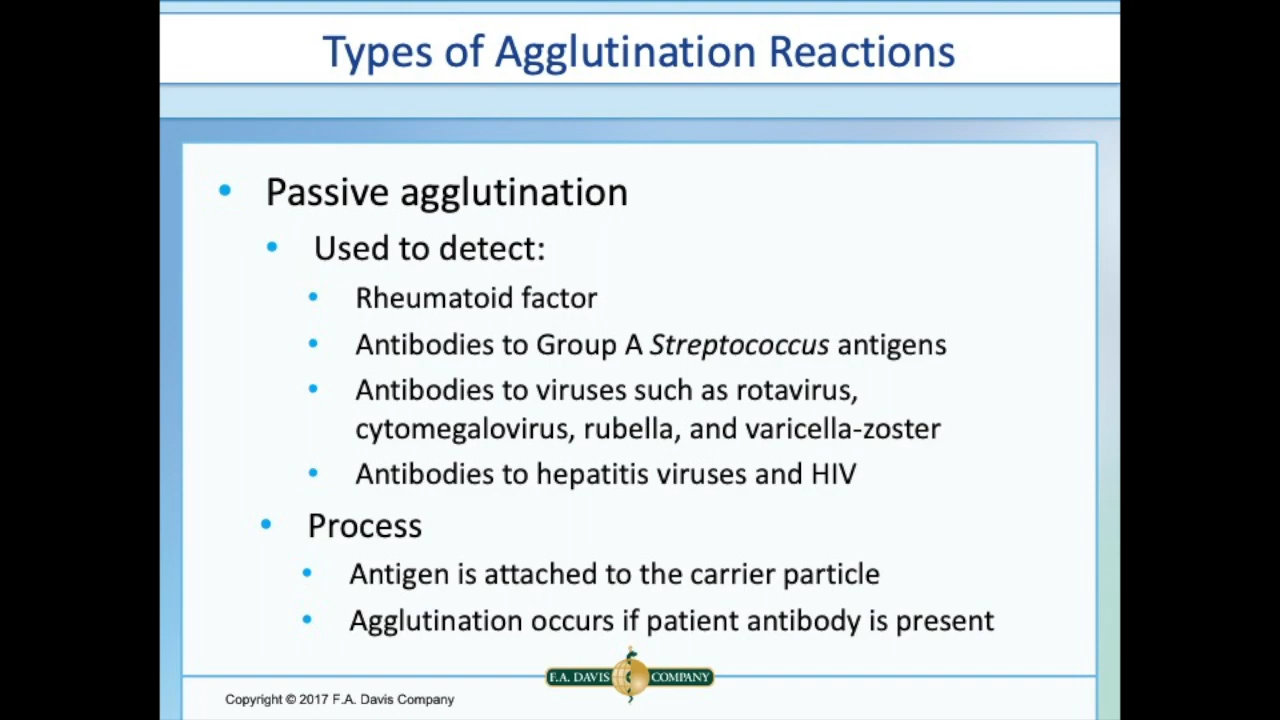 Types of Agglutination Reactions
• Passive agglutination
• Used to detect:
• Rheumatoid factor
• Antibodies to Group A Streptococcus antigens
• Antibodies to viruses such as rotavirus,
cytomegalovirus, rubella, and varicella-zoster
• Antibodies to hepatitis viruses and HIV
• Process
• Antigen is attached to the carrier particle
• Agglutination occurs if patient antibody is present
F.A. DAVIS COMPANY
Copyright © 2017 F.A. Davis Company